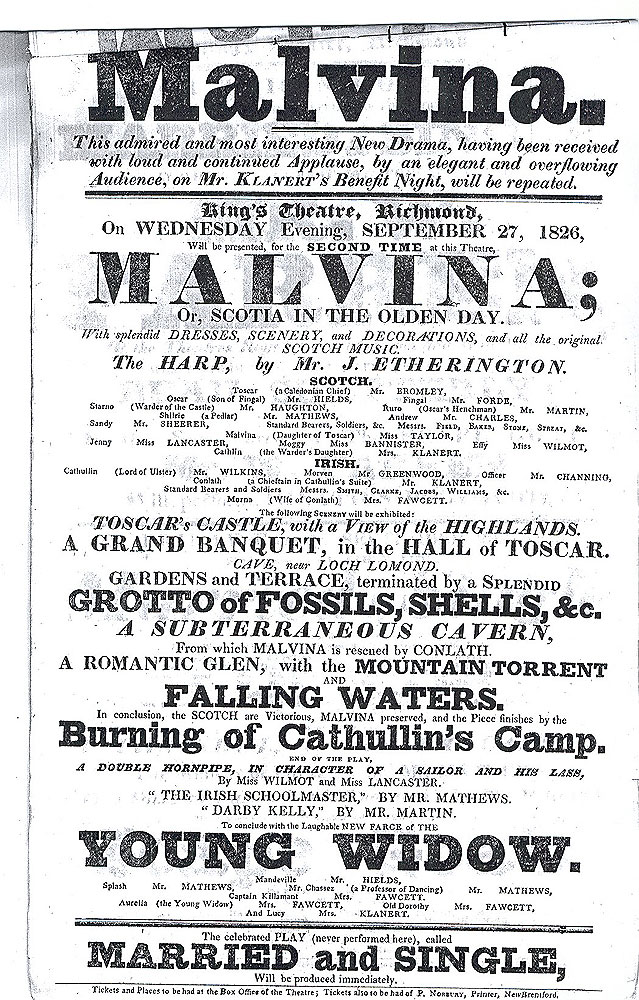 Malvina.
This admired and most interesting New Drama, having been received
with loud and continued Applause, by an elegant and overflowing
Audience, on Mr. KLANERT's Benefit Night, will be repeated.
King's Theatre, Richmond,
On WEDNESDAY Evening, SEPTEMBER 27, 1826,
Will be presented, for the SECOND TIME at this Theatre,
MALVINA;
Or, SCOTIA IN THE OLDEN DAY.
With splendid DRESSES, SCENERY, and DECORATIONS, and all the original
SCOTCH MUSIC.
The HARP, by Mr. J. ETHERINGTON.
SCOTCH.
Toscar (a Caledonian Chief) Mr. BROMLEY,
Oscar (Son of Fingal) Mr. HIELDS, Fingal Mr. FORDE,
Starno (Warder of the Castle) Mr. HAUGHTON, Ruro (Oscar's Henchman) Mr. MARTIN,
Shilric (a Pedlar) Mr. MATHEWS, Andrew Mr. CHARLES,
Sandy Mr. SHEERER, Standard Bearers, Soldiers, &c. Messrs. FIELD, BAKES, STONE, STREAT, &c.
Malvina (Daughter of Toscar) Miss TAYLOR,
Jenny Miss LANCASTER, Moggy Miss BANNISTER, Effy Miss WILMOT,
Cathlin (the Warder's Daughter) Mrs. KLANERT.
IRISH.
Cathullin (Lord of Ulster) Mr. WILKINS, Morven Mr GREENWOOD, Officer Mr. CHANNING,
Conlath (a Chieftain in Cathullin's Suite) Mr. KLANERT,
Standard Bearers and Soldiers Messrs. SMITH, CLARKE, JACOBS, WILLIAMS, &c.
Morna (Wife of Conlath) Mrs. FAWCETT.
The following SCENERY will be exhibited:
TOSCAR's CASTLE, with a VIEW of the HIGHLANDS.
A GRAND BANQUET, in the HALL of TOSCAR.
CAVE, near LOCH LOMOND.
GARDENS and TERRACE, terminated by a SPLENDID
GROTTO of FOSSILS, SHELLS, &c.
A SUBTERRANEOUS CAVERN,
From which MALVINA is rescued by CONLATH.
A ROMANTIC GLEN, with the MOUNTAIN TORRENT
AND
FALLING WATERS.
In conclusion, the SCOTCH are Victorious, MALVINA preserved, and the Piece finishes by the
Burning of Cathullin's Camp.
END OF THE PLAY,
A DOUBLE HORNPIPE, IN CHARACTER OF A SAILOR AND HIS LASS,
By Miss WILMOT and Miss LANCASTER.
"THE IRISH SCHOOLMASTER," BY MR. MATHEWS.
"DARBY KELLY," BY MR. MARTIN.
To conclude with the Laughable NEW FARCE of THE
YOUNG WIDOW.
Mandeville Mr. HIELDS,
Splash Mr. MATHEWS, Mr. Chassez (a Professor of Dancing) Mr. MATHEWS,
Captain Killamant Mrs. FAWCETT.
Aurelia (the Young Widow) Mrs. FAWCETT, Old Dorothy Mrs. FAWCETT,
And Lucy Mrs. KLANERT.
The celebrated PLAY (never performed here), called
MARRIED and SINGLE,
Will be produced immediately.
Tickets and Places to be had at the Box Office of the Theatre; Tickets also to be had of P. NORBURY, Printer, New Brentford.